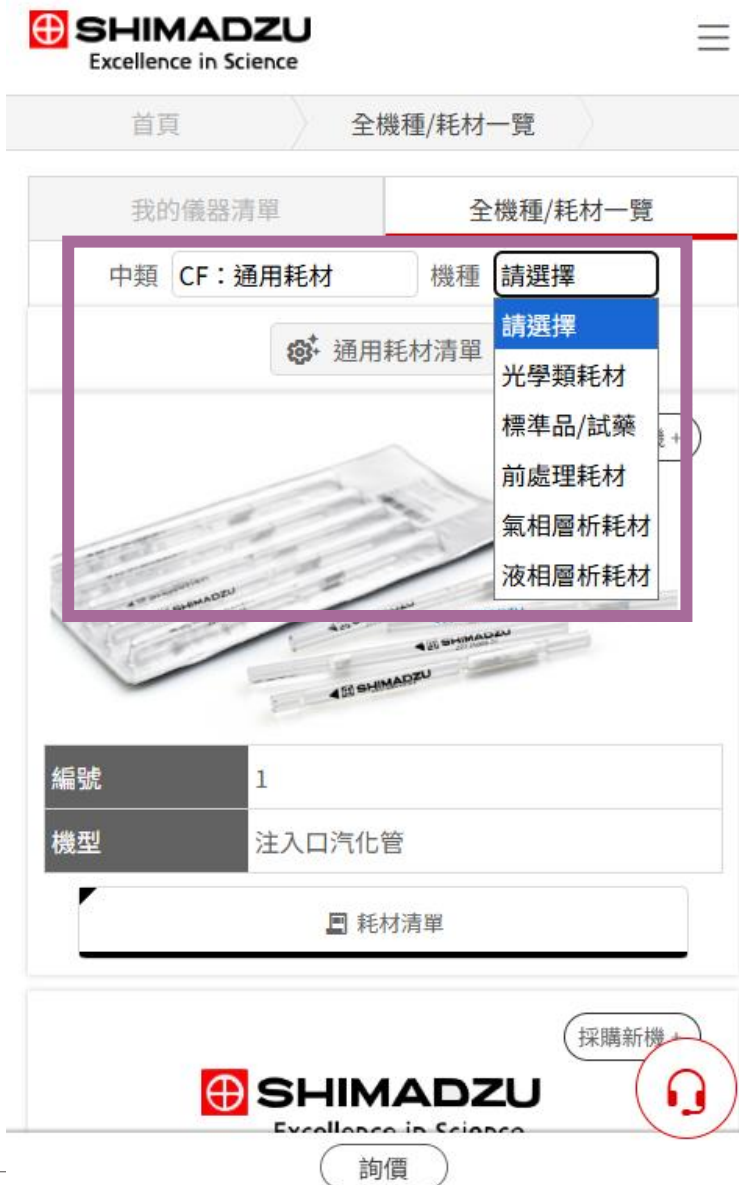 SHIMADZU
Excellence in Science
首頁 全機種/耗材一覽
我的儀器清單 全機種/耗材一覽
中類 CF：通用耗材 機種 請選擇
請選擇
通用耗材清單
光學類耗材
標準品/試藥
前處理耗材
氣相層析耗材
液相層析耗材
SHIMADZU
SHIMADZU
SHIMADZU
編號 1
機型 注入口汽化管
耗材清單
採購新機 +
SHIMADZU
Excellence in Science
詢價